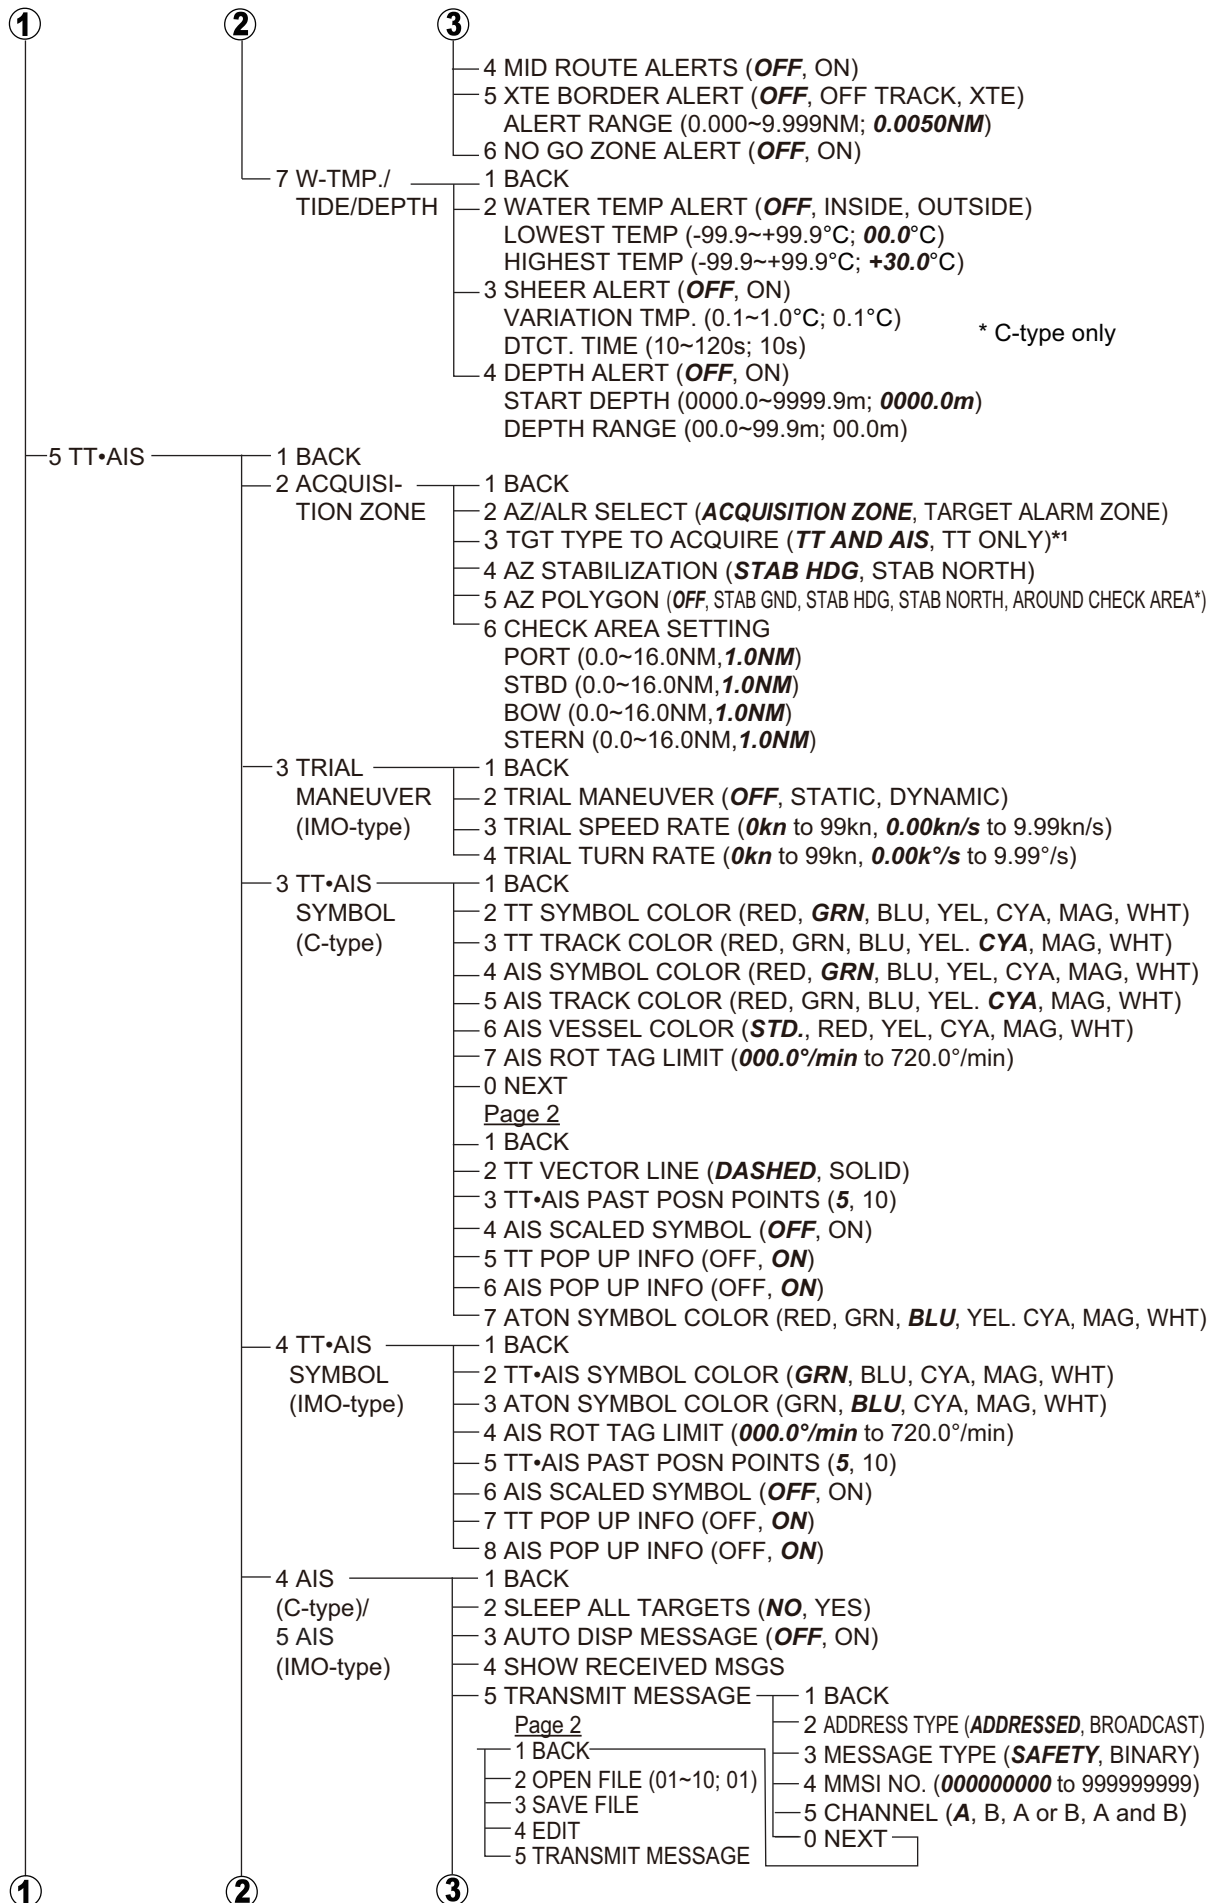 1 2 3
4 MID ROUTE ALERTS (OFF, ON)
5 XTE BORDER ALERT (OFF, OFF TRACK, XTE)
ALERT RANGE (0.000~9.999NM; 0.0050NM)
6 NO GO ZONE ALERT (OFF, ON)
7 W-TMP./
TIDE/DEPTH
1 BACK
2 WATER TEMP ALERT (OFF, INSIDE, OUTSIDE)
LOWEST TEMP (-99.9~+99.9°C; 00.0°C)
HIGHEST TEMP (-99.9~+99.9°C; +30.0°C)
3 SHEER ALERT (OFF, ON)
VARIATION TMP. (0.1~1.0°C; 0.1°C)
DTCT. TIME (10~120s; 10s)
* C-type only
4 DEPTH ALERT (OFF, ON)
START DEPTH (0000.0~9999.9m; 0000.0m)
DEPTH RANGE (00.0~99.9m; 00.0m)
5 TT•AIS
1 BACK
2 ACQUISI-
TION ZONE
1 BACK
2 AZ/ALR SELECT (ACQUISITION ZONE, TARGET ALARM ZONE)
3 TGT TYPE TO ACQUIRE (TT AND AIS, TT ONLY)*¹
4 AZ STABILIZATION (STAB HDG, STAB NORTH)
5 AZ POLYGON (OFF, STAB GND, STAB HDG, STAB NORTH, AROUND CHECK AREA*)
6 CHECK AREA SETTING
PORT (0.0~16.0NM,1.0NM)
STBD (0.0~16.0NM,1.0NM)
BOW (0.0~16.0NM,1.0NM)
STERN (0.0~16.0NM,1.0NM)
3 TRIAL
MANEUVER
(IMO-type)
1 BACK
2 TRIAL MANEUVER (OFF, STATIC, DYNAMIC)
3 TRIAL SPEED RATE (0kn to 99kn, 0.00kn/s to 9.99kn/s)
4 TRIAL TURN RATE (0kn to 99kn, 0.00k°/s to 9.99°/s)
3 TT•AIS
SYMBOL
(C-type)
1 BACK
2 TT SYMBOL COLOR (RED, GRN, BLU, YEL, CYA, MAG, WHT)
3 TT TRACK COLOR (RED, GRN, BLU, YEL. CYA, MAG, WHT)
4 AIS SYMBOL COLOR (RED, GRN, BLU, YEL, CYA, MAG, WHT)
5 AIS TRACK COLOR (RED, GRN, BLU, YEL. CYA, MAG, WHT)
6 AIS VESSEL COLOR (STD., RED, YEL, CYA, MAG, WHT)
7 AIS ROT TAG LIMIT (000.0°/min to 720.0°/min)
0 NEXT
Page 2
1 BACK
2 TT VECTOR LINE (DASHED, SOLID)
3 TT•AIS PAST POSN POINTS (5, 10)
4 AIS SCALED SYMBOL (OFF, ON)
5 TT POP UP INFO (OFF, ON)
6 AIS POP UP INFO (OFF, ON)
7 ATON SYMBOL COLOR (RED, GRN, BLU, YEL. CYA, MAG, WHT)
4 TT•AIS
SYMBOL
(IMO-type)
1 BACK
2 TT•AIS SYMBOL COLOR (GRN, BLU, CYA, MAG, WHT)
3 ATON SYMBOL COLOR (GRN, BLU, CYA, MAG, WHT)
4 AIS ROT TAG LIMIT (000.0°/min to 720.0°/min)
5 TT•AIS PAST POSN POINTS (5, 10)
6 AIS SCALED SYMBOL (OFF, ON)
7 TT POP UP INFO (OFF, ON)
8 AIS POP UP INFO (OFF, ON)
4 AIS
(C-type)/
5 AIS
(IMO-type)
1 BACK
2 SLEEP ALL TARGETS (NO, YES)
3 AUTO DISP MESSAGE (OFF, ON)
4 SHOW RECEIVED MSGS
5 TRANSMIT MESSAGE
1 BACK
2 ADDRESS TYPE (ADDRESSED, BROADCAST)
3 MESSAGE TYPE (SAFETY, BINARY)
4 MMSI NO. (000000000 to 999999999)
5 CHANNEL (A, B, A or B, A and B)
0 NEXT
Page 2
1 BACK
2 OPEN FILE (01~10; 01)
3 SAVE FILE
4 EDIT
5 TRANSMIT MESSAGE
1 2 3